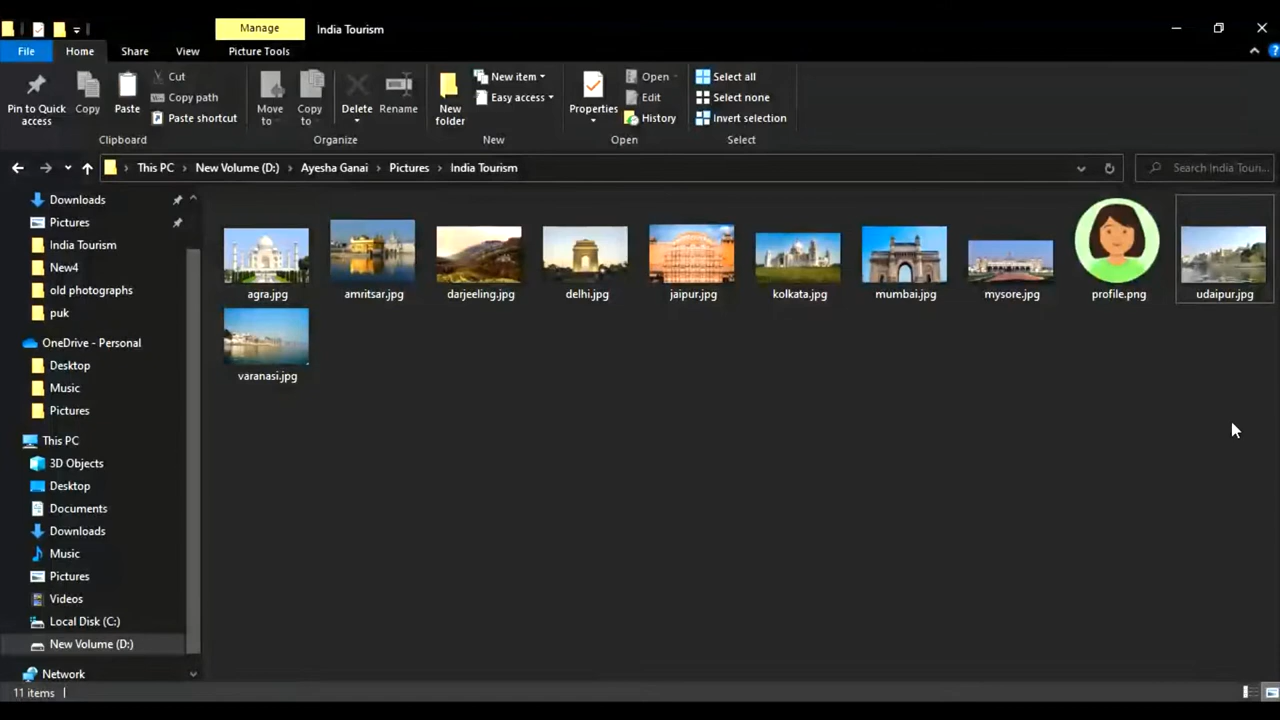 Manage
India Tourism
File
Home
Share
View
Picture Tools
Pin to Quick access
Copy
Paste
Cut
Copy path
Paste shortcut
Clipboard
Move to
Copy to
Delete
Rename
Organize
New folder
New item
Easy access
New
Properties
Open
Edit
History
Open
Select all
Select none
Invert selection
Select
This PC
New Volume (D:)
Ayesha Ganai
Pictures
India Tourism
Search India Touri...
Downloads
Pictures
India Tourism
New4
old photographs
puk
OneDrive - Personal
Desktop
Music
Pictures
This PC
3D Objects
Desktop
Documents
Downloads
Music
Pictures
Videos
Local Disk (C:)
New Volume (D:)
Network
agra.jpg
amritsar.jpg
darjeeling.jpg
delhi.jpg
jaipur.jpg
kolkata.jpg
mumbai.jpg
mysore.jpg
profile.png
udaipur.jpg
varanasi.jpg
11 items